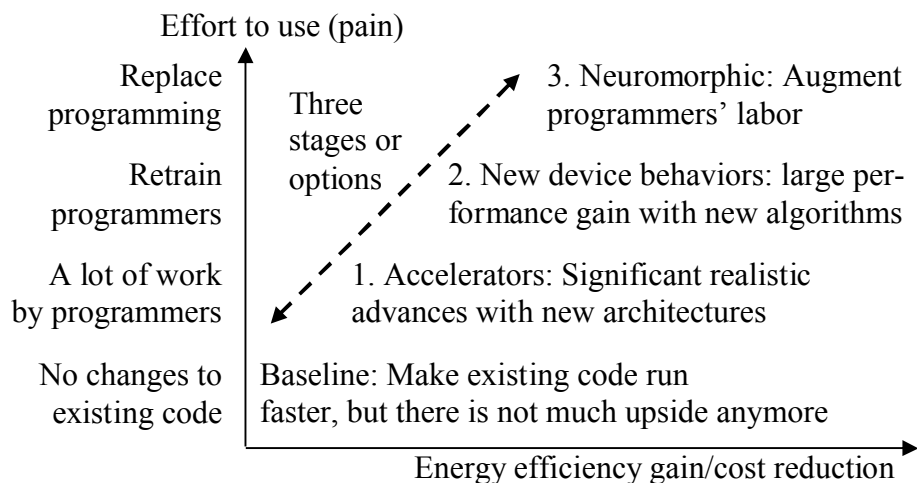 Effort to use (pain)
Replace
programming
Three
stages or
options
3. Neuromorphic: Augment
programmers’ labor
Retrain
programmers
2. New device behaviors: large per-
formance gain with new algorithms
A lot of work
by programmers
1. Accelerators: Significant realistic
advances with new architectures
No changes to
existing code
Baseline: Make existing code run
faster, but there is not much upside anymore
Energy efficiency gain/cost reduction